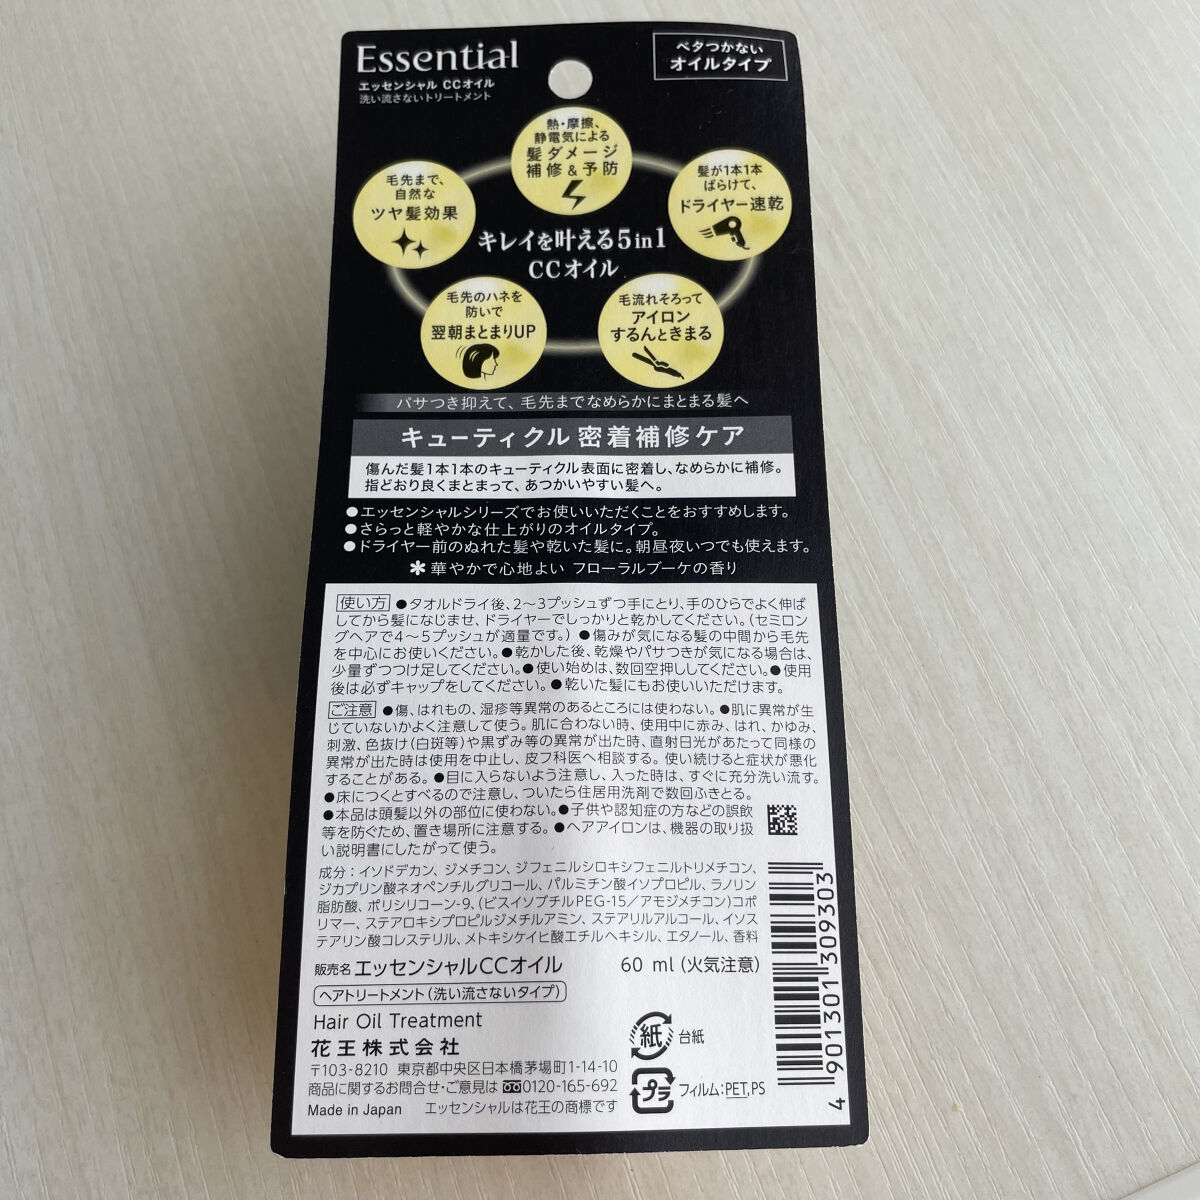 Essential
エッセンシャル CCオイル
洗い流さないトリートメント
ベタつかない
オイルタイプ
熱・摩擦、
静電気による
髪ダメージ
補修&予防
毛先まで、
自然な
ツヤ髪効果
髪が1本1本
ばらけて、
ドライヤー速乾
キレイを叶える5in1
CCオイル
毛先のハネを
防いで
翌朝まとまりUP
毛流れそろって
アイロン
するんときまる
パサつき抑えて、毛先までなめらかにまとまる髪へ
キューティクル 密着補修ケア
傷んだ髪1本1本のキューティクル表面に密着し、なめらかに補修。
指どおり良くまとまって、あつかいやすい髪へ。
●エッセンシャルシリーズでお使いいただくことをおすすめします。
●さらっと軽やかな仕上がりのオイルタイプ。
●ドライヤー前のぬれた髪や乾いた髪に。朝昼夜いつでも使えます。
✽ 華やかで心地よい フローラルブーケの香り
使い方 ●タオルドライ後、2〜3プッシュずつ手にとり、手のひらでよく伸ば
してから髪になじませ、ドライヤーでしっかりと乾かしてください。(セミロン
グヘアで4〜5プッシュが適量です。) ●傷みが気になる髪の中間から毛先
を中心にお使いください。●乾かした後、乾燥やパサつきが気になる場合は、
少量ずつつけ足してください。●使い始めは、数回空押ししてください。●使用
後は必ずキャップをしてください。●乾いた髪にもお使いいただけます。
ご注意 ●傷、はれもの、湿疹等異常のあるところには使わない。●肌に異常が生
じていないかよく注意して使う。肌に合わない時、使用中に赤み、はれ、かゆみ、
刺激、色抜け(白斑等)や黒ずみ等の異常が出た時、直射日光があたって同様の
異常が出た時は使用を中止し、皮フ科医へ相談する。使い続けると症状が悪化
することがある。●目に入らないよう注意し、入った時は、すぐに充分洗い流す。
●床につくとすべるので注意し、ついたら住居用洗剤で数回ふきとる。
●本品は頭髪以外の部位に使わない。●子供や認知症の方などの誤飲
等を防ぐため、置き場所に注意する。●ヘアアイロンは、機器の取り扱
い説明書にしたがって使う。
成分：イソドデカン、ジメチコン、ジフェニルシロキシフェニルトリメチコン、
ジカプリン酸ネオペンチルグリコール、パルミチン酸イソプロピル、ラノリン
脂肪酸、ポリシリコーン-9、(ビスイソブチルPEG-15／アモジメチコン)コポ
リマー、ステアロキシプロピルジメチルアミン、ステアリルアルコール、イソス
テアリン酸コレステリル、メトキシケイヒ酸エチルヘキシル、エタノール、香料
販売名 エッセンシャルCCオイル 60 ml (火気注意)
ヘアトリートメント(洗い流さないタイプ)
Hair Oil Treatment
花王株式会社
〒103-8210 東京都中央区日本橋茅場町1-14-10
商品に関するお問合せ・ご意見は 0120-165-692
Made in Japan エッセンシャルは花王の商標です
紙 台紙
プラ フィルム：PET,PS
4 901301 309303